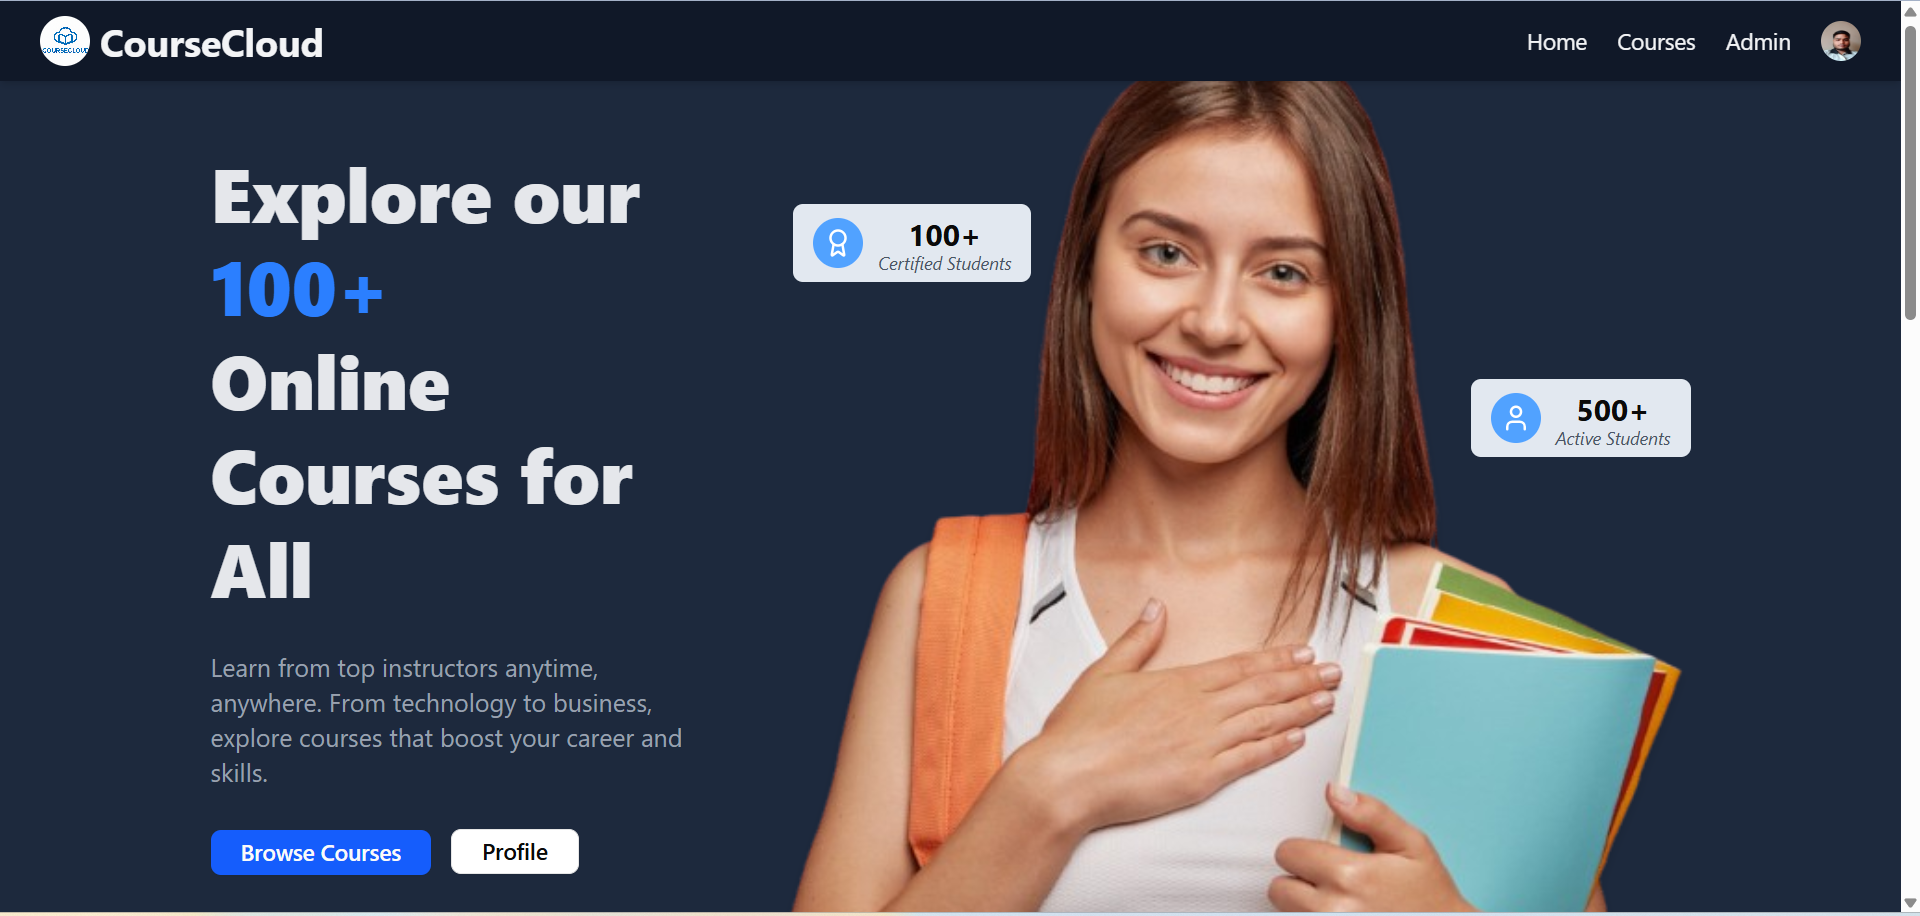 COURSECLOUD
CourseCloud
Home
Courses
Admin
Explore our
100+
Online
Courses for
All
Learn from top instructors anytime,
anywhere. From technology to business,
explore courses that boost your career and
skills.
Browse Courses
Profile
100+
Certified Students
500+
Active Students